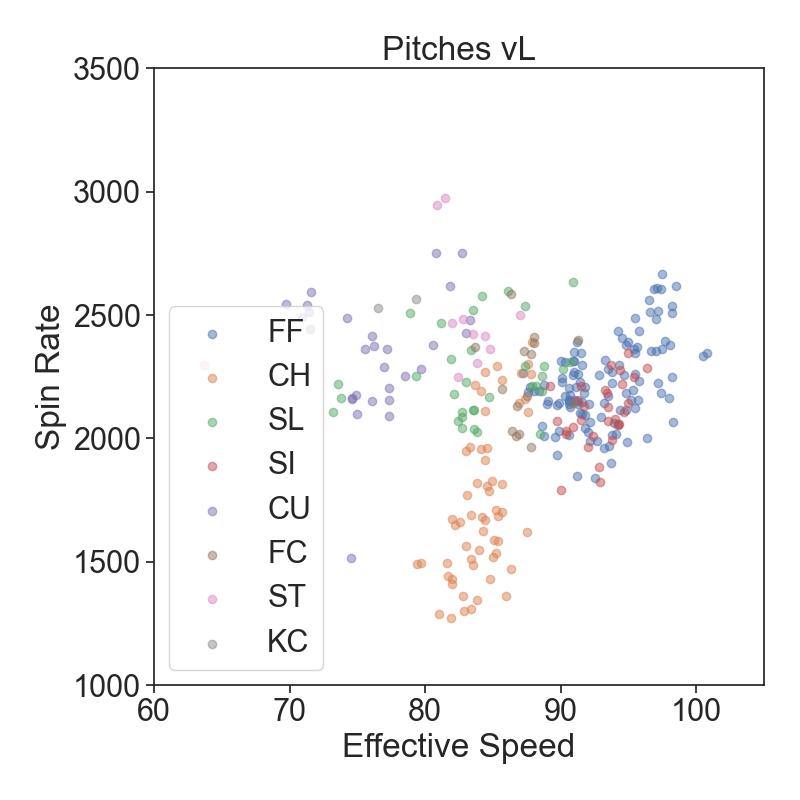 Pitches vL
3500
3000
2500
2000
1500
1000
Spin Rate
FF
CH
SL
SI
CU
FC
ST
KC
60 70 80 90 100
Effective Speed